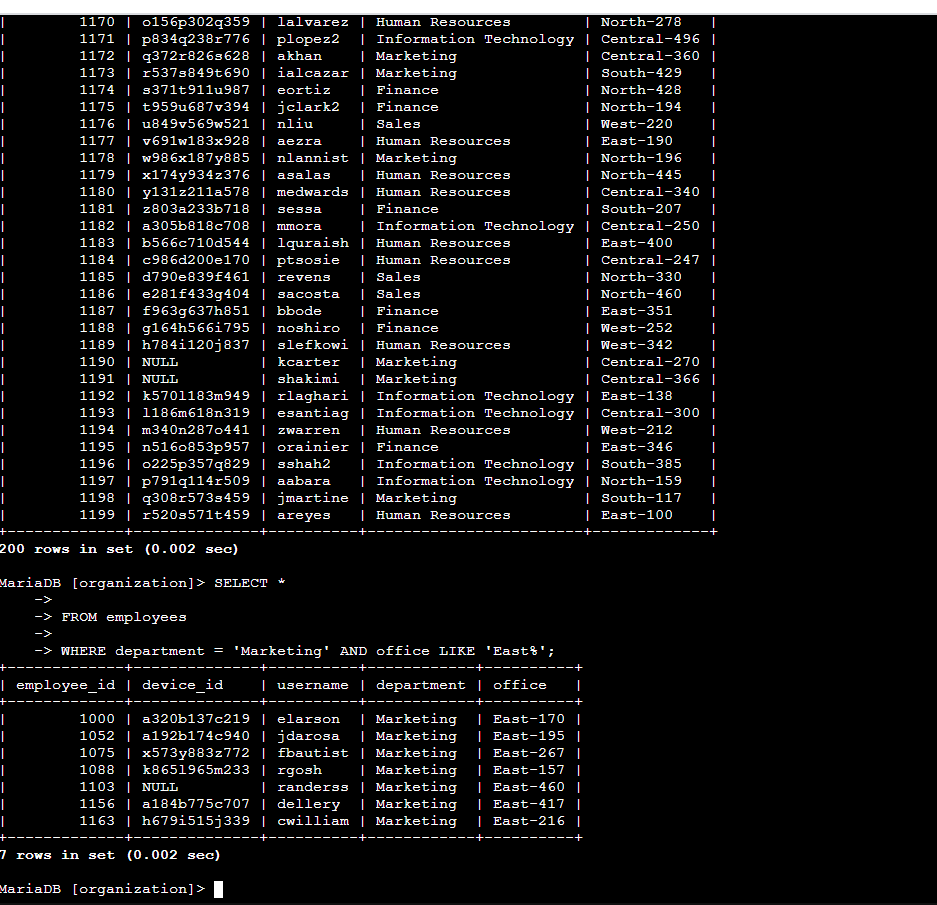 |        1170 | o156p302q359 | lalvarez | Human Resources        | North-278   |
|        1171 | p834q238r776 | plopez2  | Information Technology | Central-496 |
|        1172 | q372r826s628 | akhan    | Marketing              | Central-360 |
|        1173 | r537s849t690 | ialcazar | Marketing              | South-429   |
|        1174 | s371t911u987 | eortiz   | Finance                | North-428   |
|        1175 | t959u687v394 | jclark2  | Finance                | North-194   |
|        1176 | u849v569w521 | nliu     | Sales                  | West-220    |
|        1177 | v691w183x928 | aezra    | Human Resources        | East-190    |
|        1178 | w986x187y885 | nlannist | Marketing              | North-196   |
|        1179 | x174y934z376 | asalas   | Human Resources        | North-445   |
|        1180 | y131z211a578 | medwards | Human Resources        | Central-340 |
|        1181 | z803a233b718 | sessa    | Finance                | South-207   |
|        1182 | a305b818c708 | mmora    | Information Technology | Central-250 |
|        1183 | b566c710d544 | lquraish | Human Resources        | East-400    |
|        1184 | c986d200e170 | ptsosie  | Human Resources        | Central-247 |
|        1185 | d790e839f461 | revens   | Sales                  | North-330   |
|        1186 | e281f433g404 | sacosta  | Sales                  | North-460   |
|        1187 | f963g637h851 | bbode    | Finance                | East-351    |
|        1188 | g164h566i795 | noshiro  | Finance                | West-252    |
|        1189 | h784i120j837 | slefkowi | Human Resources        | West-342    |
|        1190 | NULL         | kcarter  | Marketing              | Central-270 |
|        1191 | NULL         | shakimi  | Marketing              | Central-366 |
|        1192 | k570l183m949 | rlaghari | Information Technology | East-138    |
|        1193 | l186m618n319 | esantiag | Information Technology | Central-300 |
|        1194 | m340n287o441 | zwarren  | Human Resources        | West-212    |
|        1195 | n516o853p957 | orainier | Finance                | East-346    |
|        1196 | o225p357q829 | sshah2   | Information Technology | South-385   |
|        1197 | p791q114r509 | aabara   | Information Technology | North-159   |
|        1198 | q308r573s459 | jmartine | Marketing              | South-117   |
|        1199 | r520s571t459 | areyes   | Human Resources        | East-100    |
+-------------+--------------+----------+------------------------+-------------+
200 rows in set (0.002 sec)
MariaDB [organization]> SELECT *
    ->
    -> FROM employees
    ->
    -> WHERE department = 'Marketing' AND office LIKE 'East%';
+-------------+--------------+----------+------------+----------+
| employee_id | device_id    | username | department | office   |
+-------------+--------------+----------+------------+----------+
|        1000 | a320b137c219 | elarson  | Marketing  | East-170 |
|        1052 | a192b174c940 | jdarosa  | Marketing  | East-195 |
|        1075 | x573y883z772 | fbautist | Marketing  | East-267 |
|        1088 | k865l965m233 | rgosh    | Marketing  | East-157 |
|        1103 | NULL         | randerss | Marketing  | East-460 |
|        1156 | a184b775c707 | dellery  | Marketing  | East-417 |
|        1163 | h679i515j339 | cwilliam | Marketing  | East-216 |
+-------------+--------------+----------+------------+----------+
7 rows in set (0.002 sec)
MariaDB [organization]>